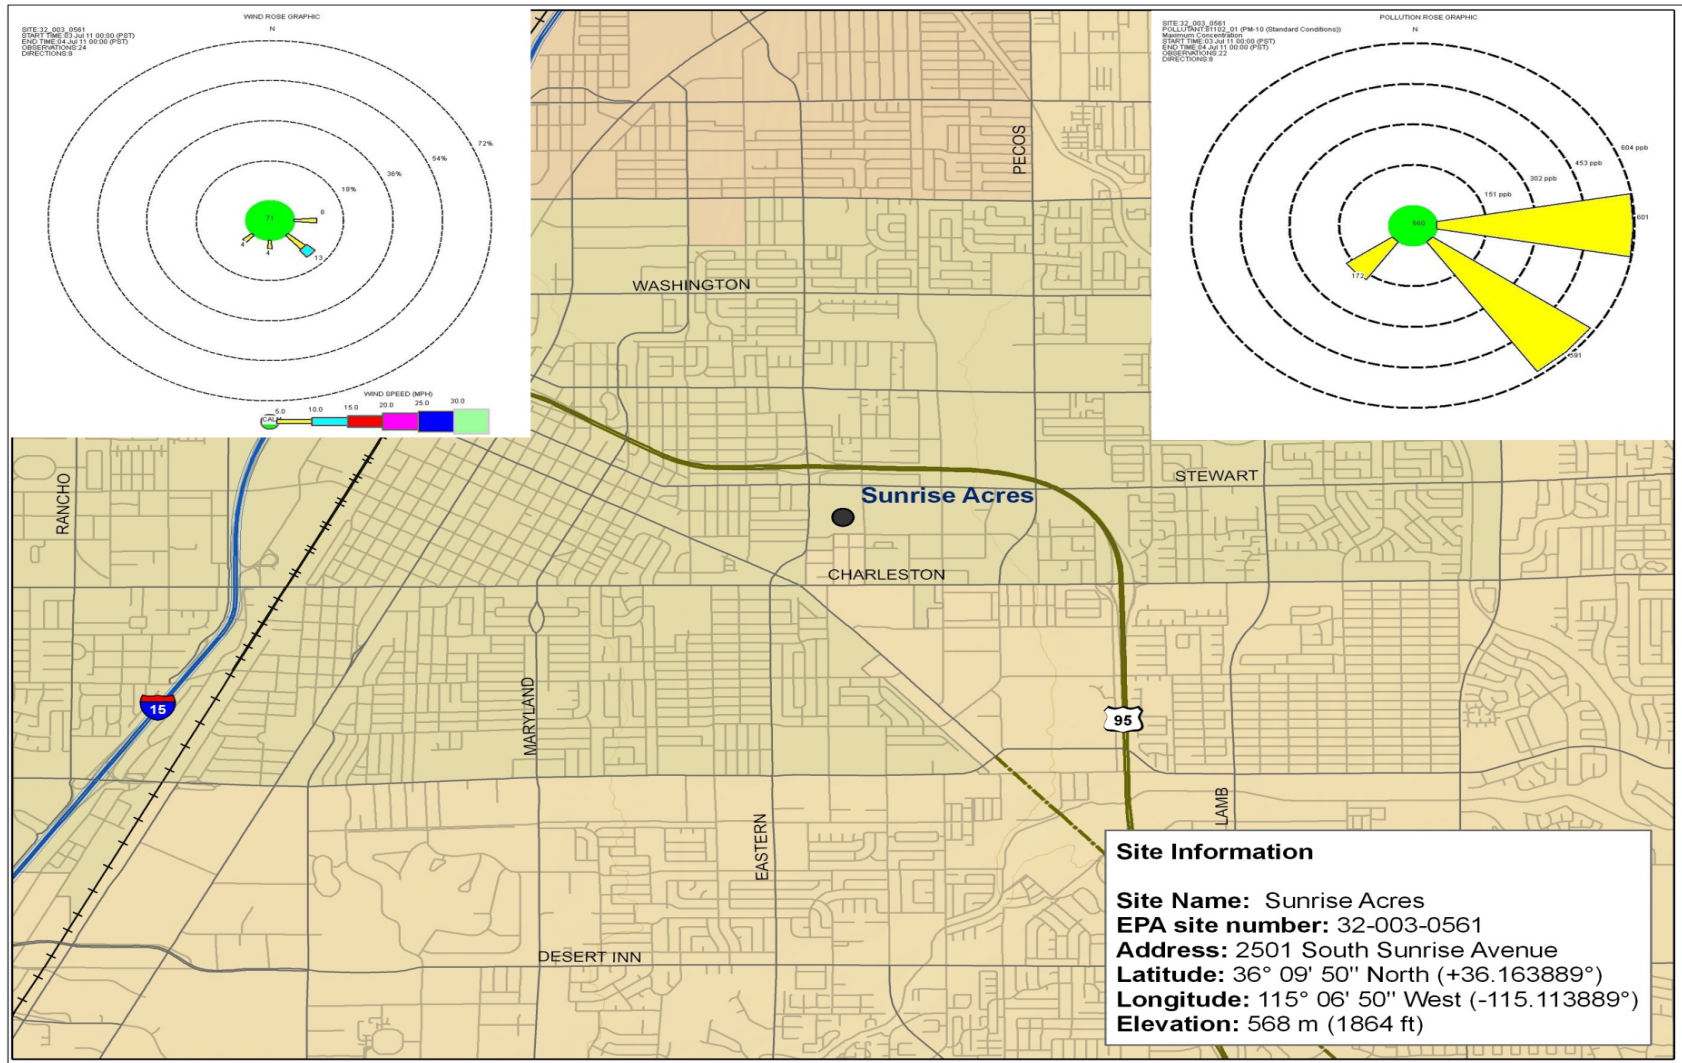 WIND ROSE GRAPHIC
SITE:32_003_0561
START TIME:03 Jul 11 00:00 (PST)
END TIME:04 Jul 11 00:00 (PST)
OBSERVATIONS:24
DIRECTIONS:8
N
72%
54%
36%
18%
71
8
4
4
13
WIND SPEED (MPH)
CALM
5.0
10.0
15.0
20.0
25.0
30.0
POLLUTION ROSE GRAPHIC
SITE:32_003_0561
POLLUTANT:81102_01 (PM-10 (Standard Conditions))
Maximum Concentration
START TIME:03 Jul 11 00:00 (PST)
END TIME:04 Jul 11 00:00 (PST)
OBSERVATIONS:22
DIRECTIONS:8
N
604 ppb
453 ppb
302 ppb
151 ppb
660
601
172
591
PECOS
WASHINGTON
STEWART
RANCHO
Sunrise Acres
CHARLESTON
15
MARYLAND
95
EASTERN
LAMB
DESERT INN
Site Information
Site Name: Sunrise Acres
EPA site number: 32-003-0561
Address: 2501 South Sunrise Avenue
Latitude: 36° 09' 50" North (+36.163889°)
Longitude: 115° 06' 50" West (-115.113889°)
Elevation: 568 m (1864 ft)